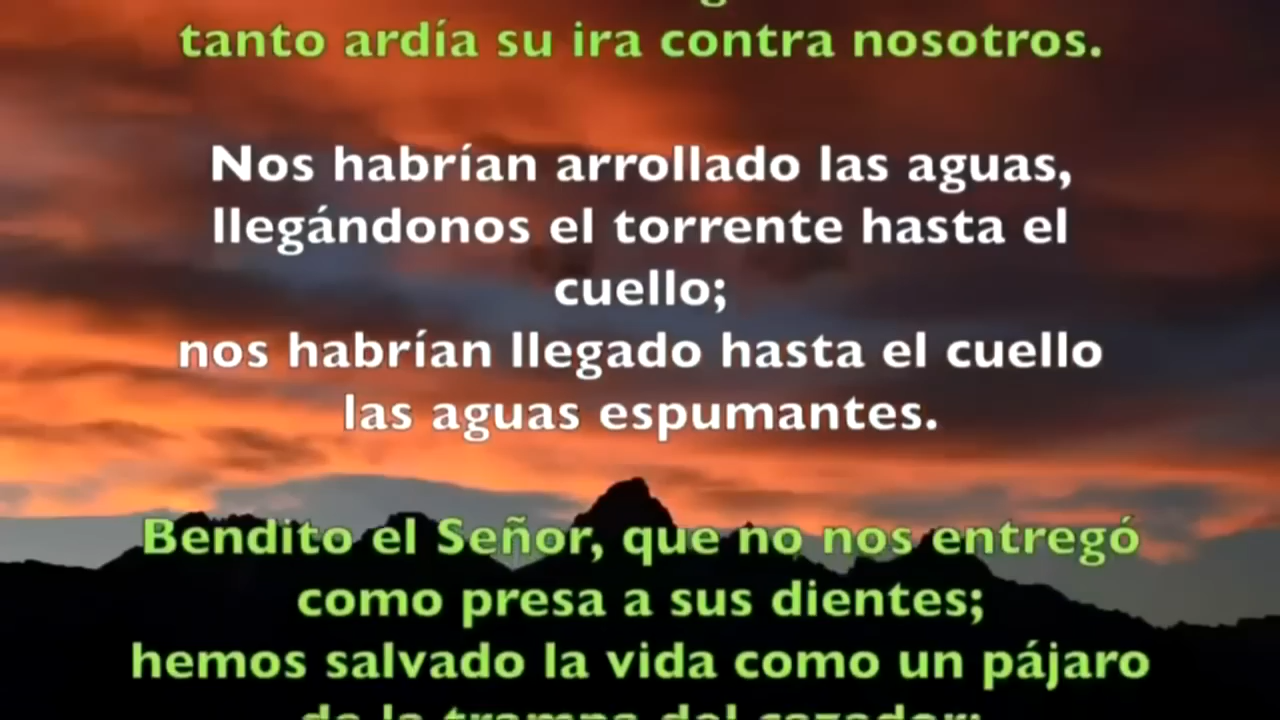 tanto ardía su ira contra nosotros.
Nos habrían arrollado las aguas,
llegándonos el torrente hasta el
cuello;
nos habrían llegado hasta el cuello
las aguas espumantes.
Bendito el Señor, que no nos entregó
como presa a sus dientes;
hemos salvado la vida como un pájaro
de la trampa del cazador;